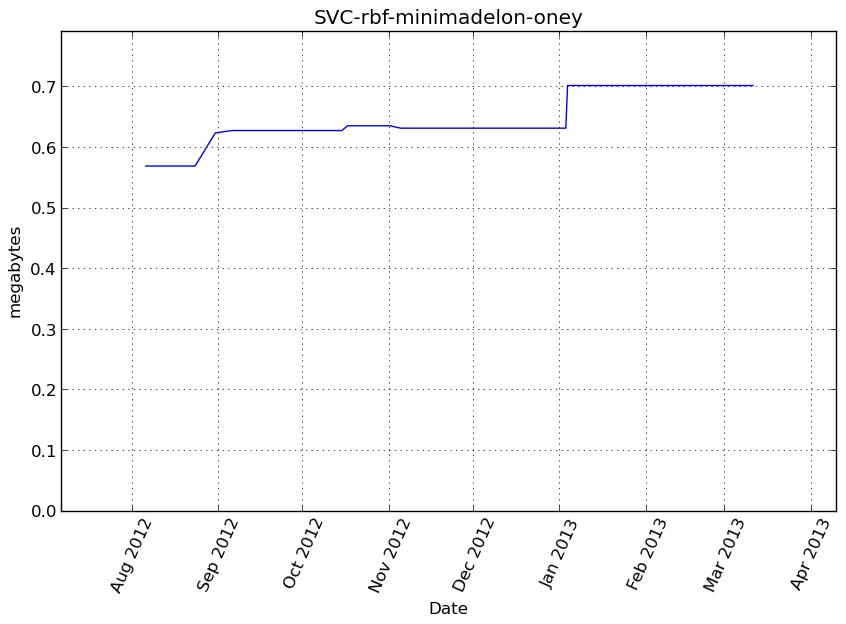 SVC-rbf-minimadelon-oney
megabytes
0.7
0.6
0.5
0.4
0.3
0.2
0.1
0.0
Aug 2012
Sep 2012
Oct 2012
Nov 2012
Dec 2012
Jan 2013
Feb 2013
Mar 2013
Apr 2013
Date